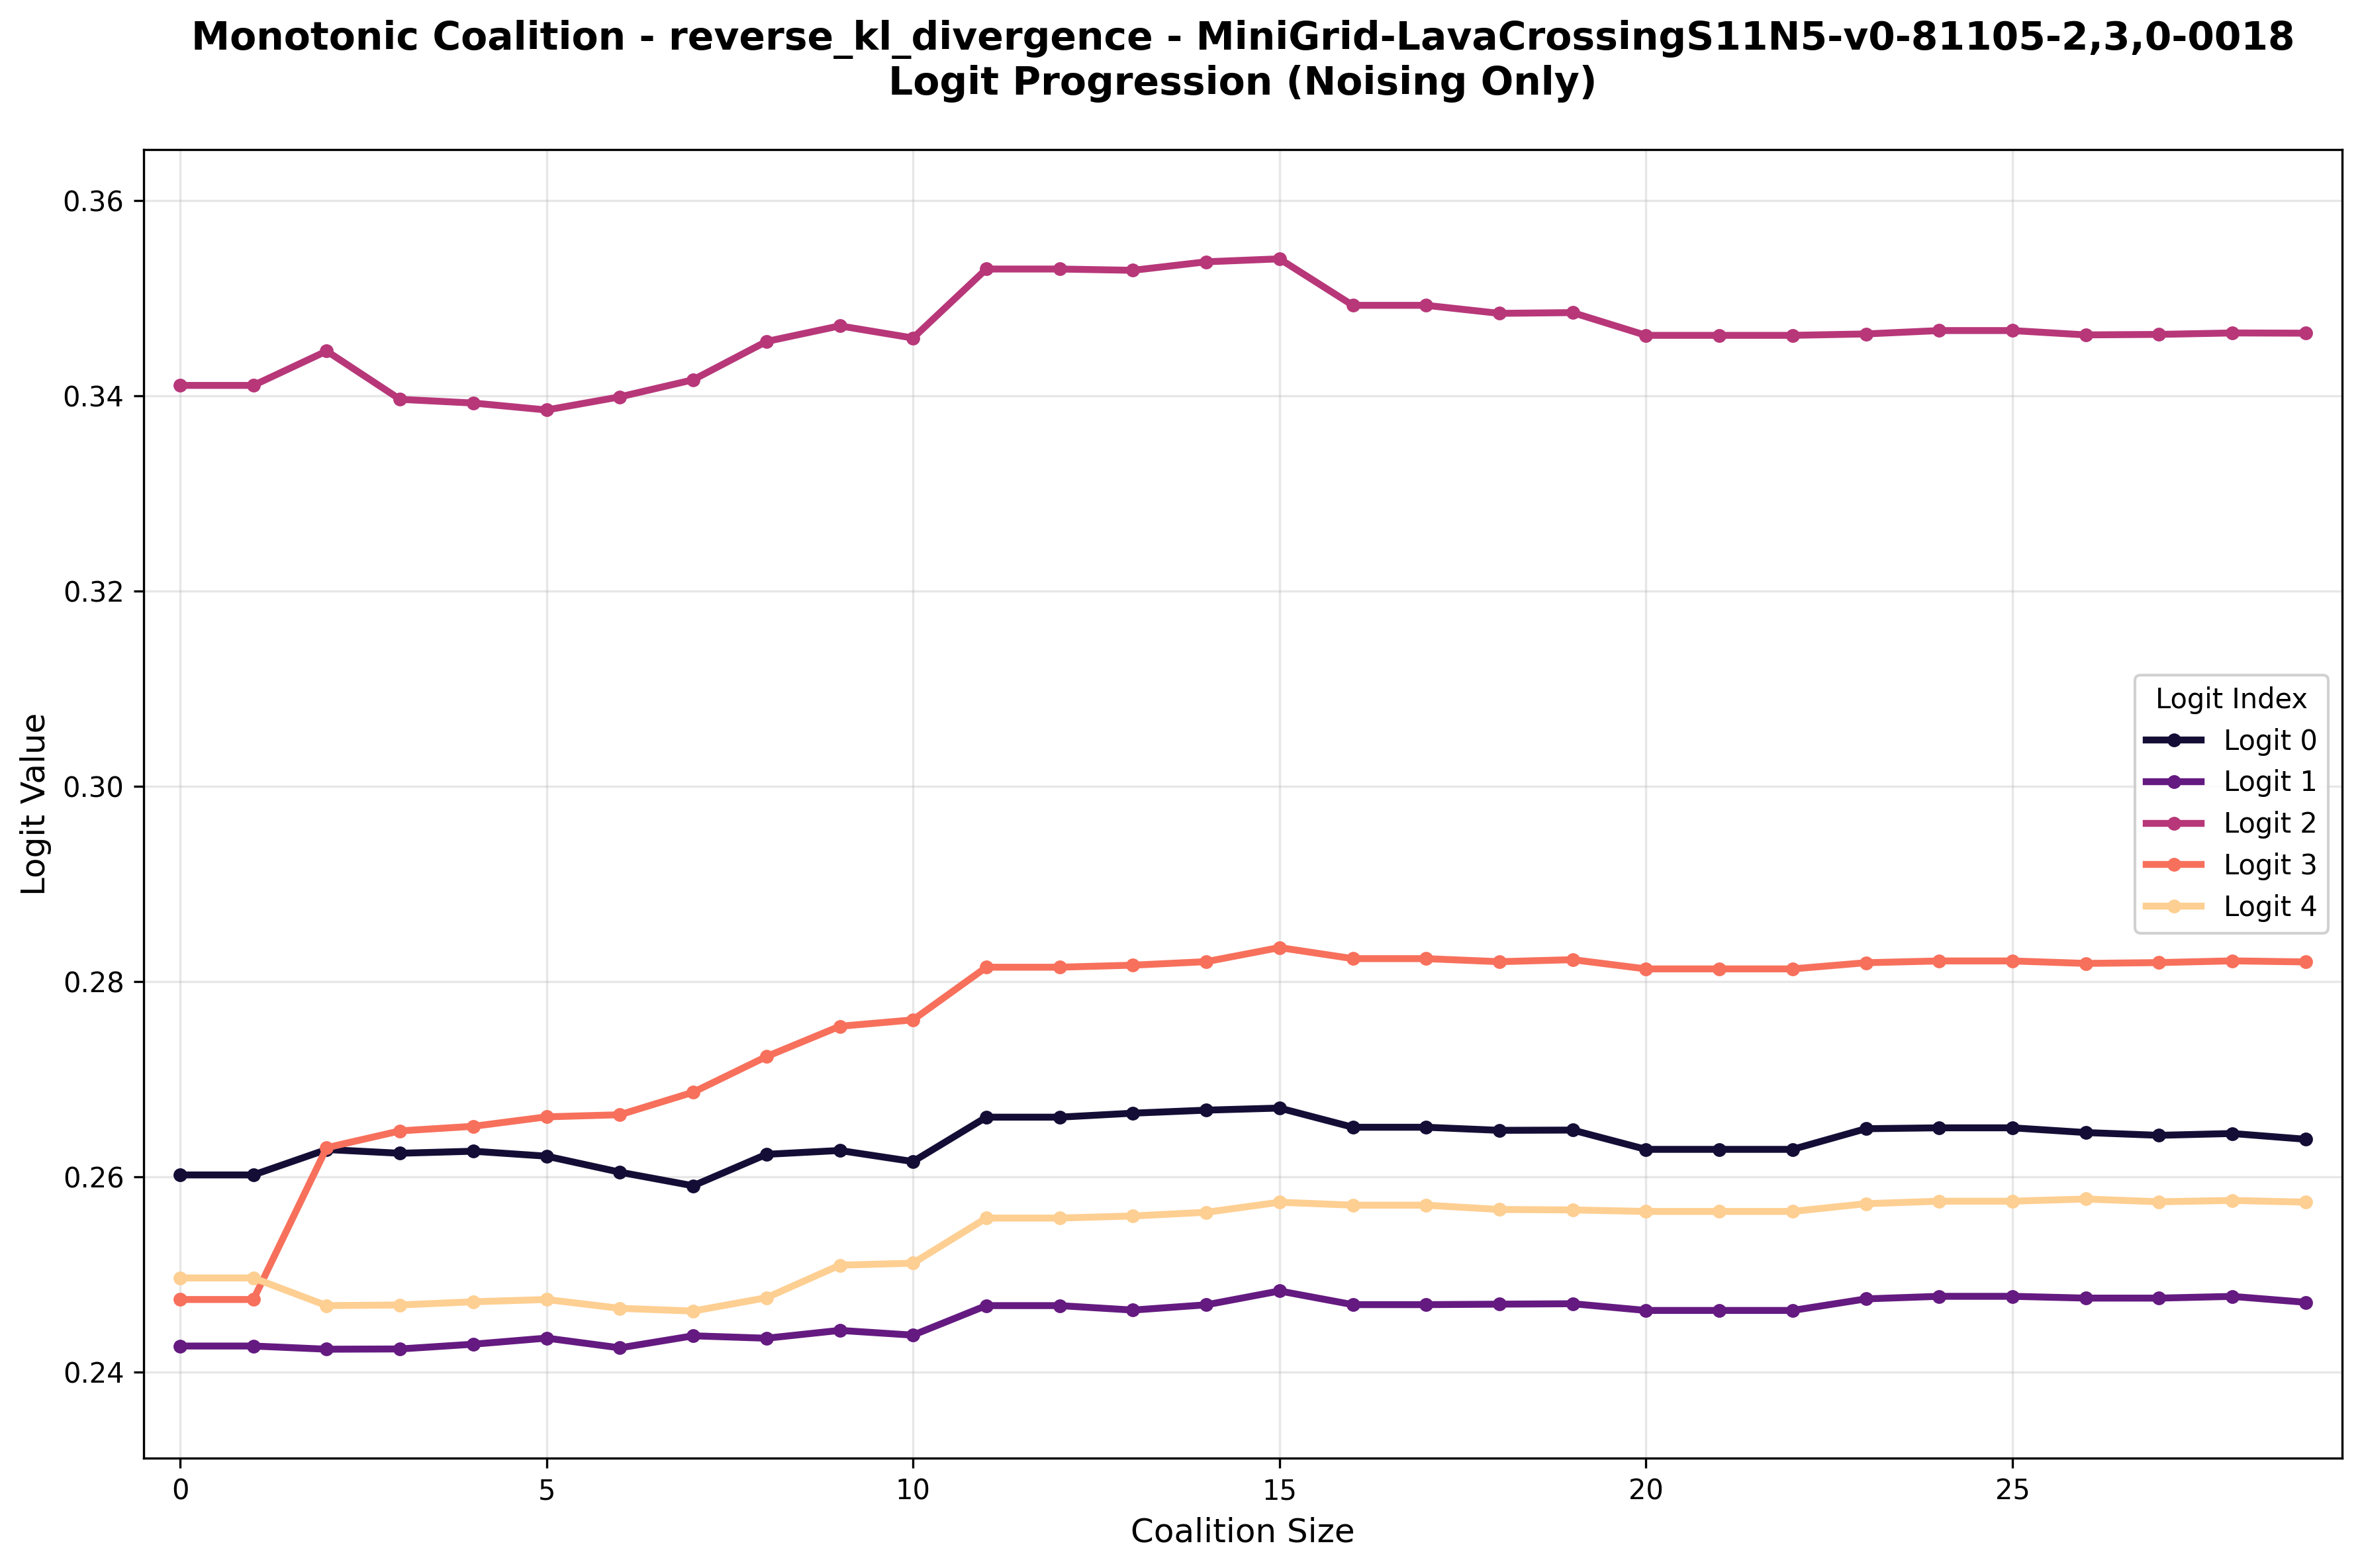 Monotonic Coalition - reverse_kl_divergence - MiniGrid-LavaCrossingS11N5-v0-81105-2,3,0-0018
Logit Progression (Noising Only)
Logit Value
0.36
0.34
0.32
0.30
0.28
0.26
0.24
Logit Index
Logit 0
Logit 1
Logit 2
Logit 3
Logit 4
0 5 10 15 20 25
Coalition Size